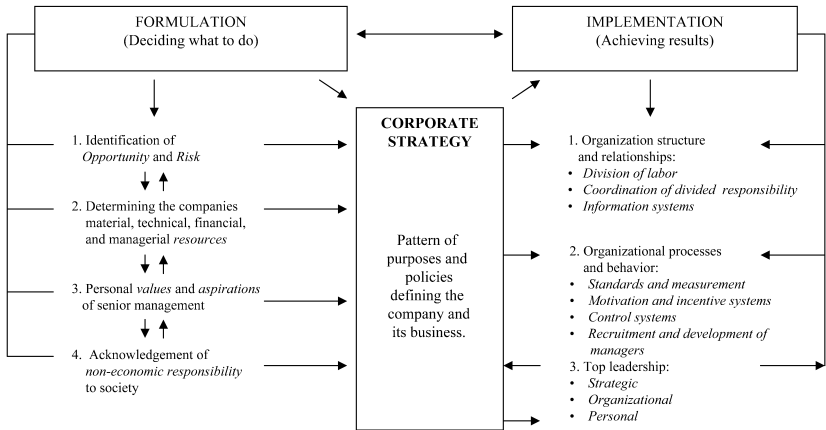 FORMULATION
(Deciding what to do)
IMPLEMENTATION
(Achieving results)
1. Identification of
Opportunity and Risk
2. Determining the companies
material, technical, financial,
and managerial resources
3. Personal values and aspirations
of senior management
4. Acknowledgement of
non-economic responsibility
to society
CORPORATE
STRATEGY
Pattern of
purposes and
policies
defining the
company and
its business.
1. Organization structure
and relationships:
• Division of labor
• Coordination of divided responsibility
• Information systems
2. Organizational processes
and behavior:
• Standards and measurement
• Motivation and incentive systems
• Control systems
• Recruitment and development of
managers
3. Top leadership:
• Strategic
• Organizational
• Personal